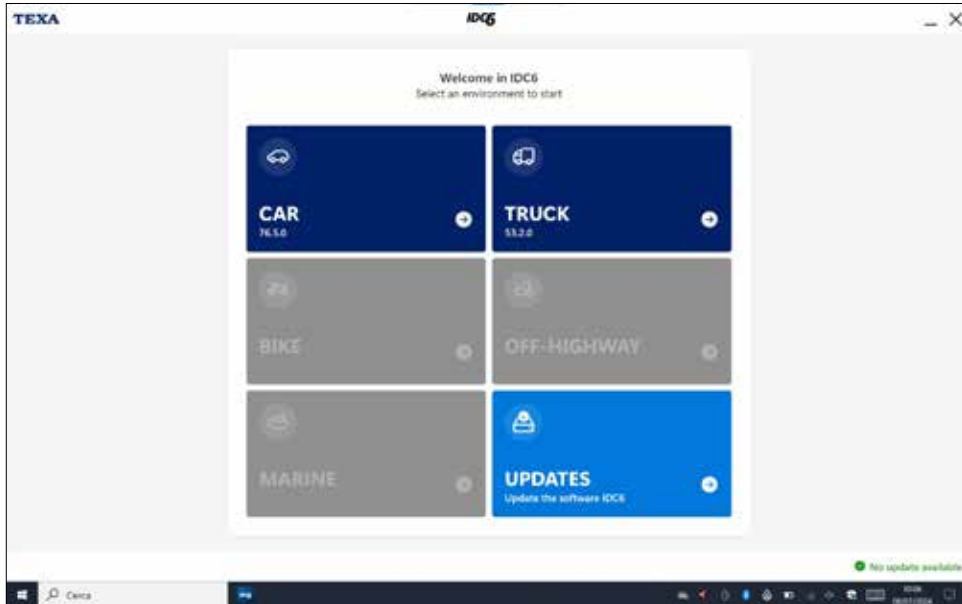 TEXA
IDC6
Welcome in IDC6
Select an environment to start
CAR
76.5.0
TRUCK
53.2.0
BIKE
OFF-HIGHWAY
MARINE
UPDATES
Update the software IDC6
No update available
Cerca